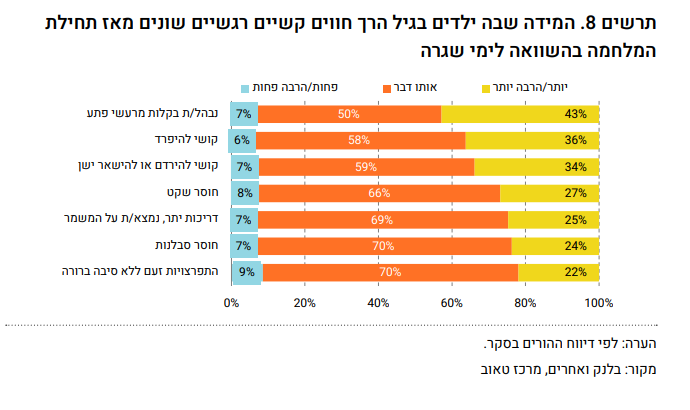 תרשים 8. המידה שבה ילדים בגיל הרך חווים קשיים רגשיים שונים מאז תחילת
המלחמה בהשוואה לימי שגרה
יותר/הרבה יותר אותו דבר פחות/הרבה פחות
נבהל/ת בקלות מרעשי פתע 7% 50% 43%
קושי להיפרד 6% 58% 36%
קושי להירדם או להישאר ישן 7% 59% 34%
חוסר שקט 8% 66% 27%
דריכות יתר, נמצא/ת על המשמר 7% 69% 25%
חוסר סבלנות 7% 70% 24%
התפרצויות זעם ללא סיבה ברורה 9% 70% 22%
0% 20% 40% 60% 80% 100%
הערה: לפי דיווח ההורים בסקר.
מקור: בלנק ואחרים, מרכז טאוב